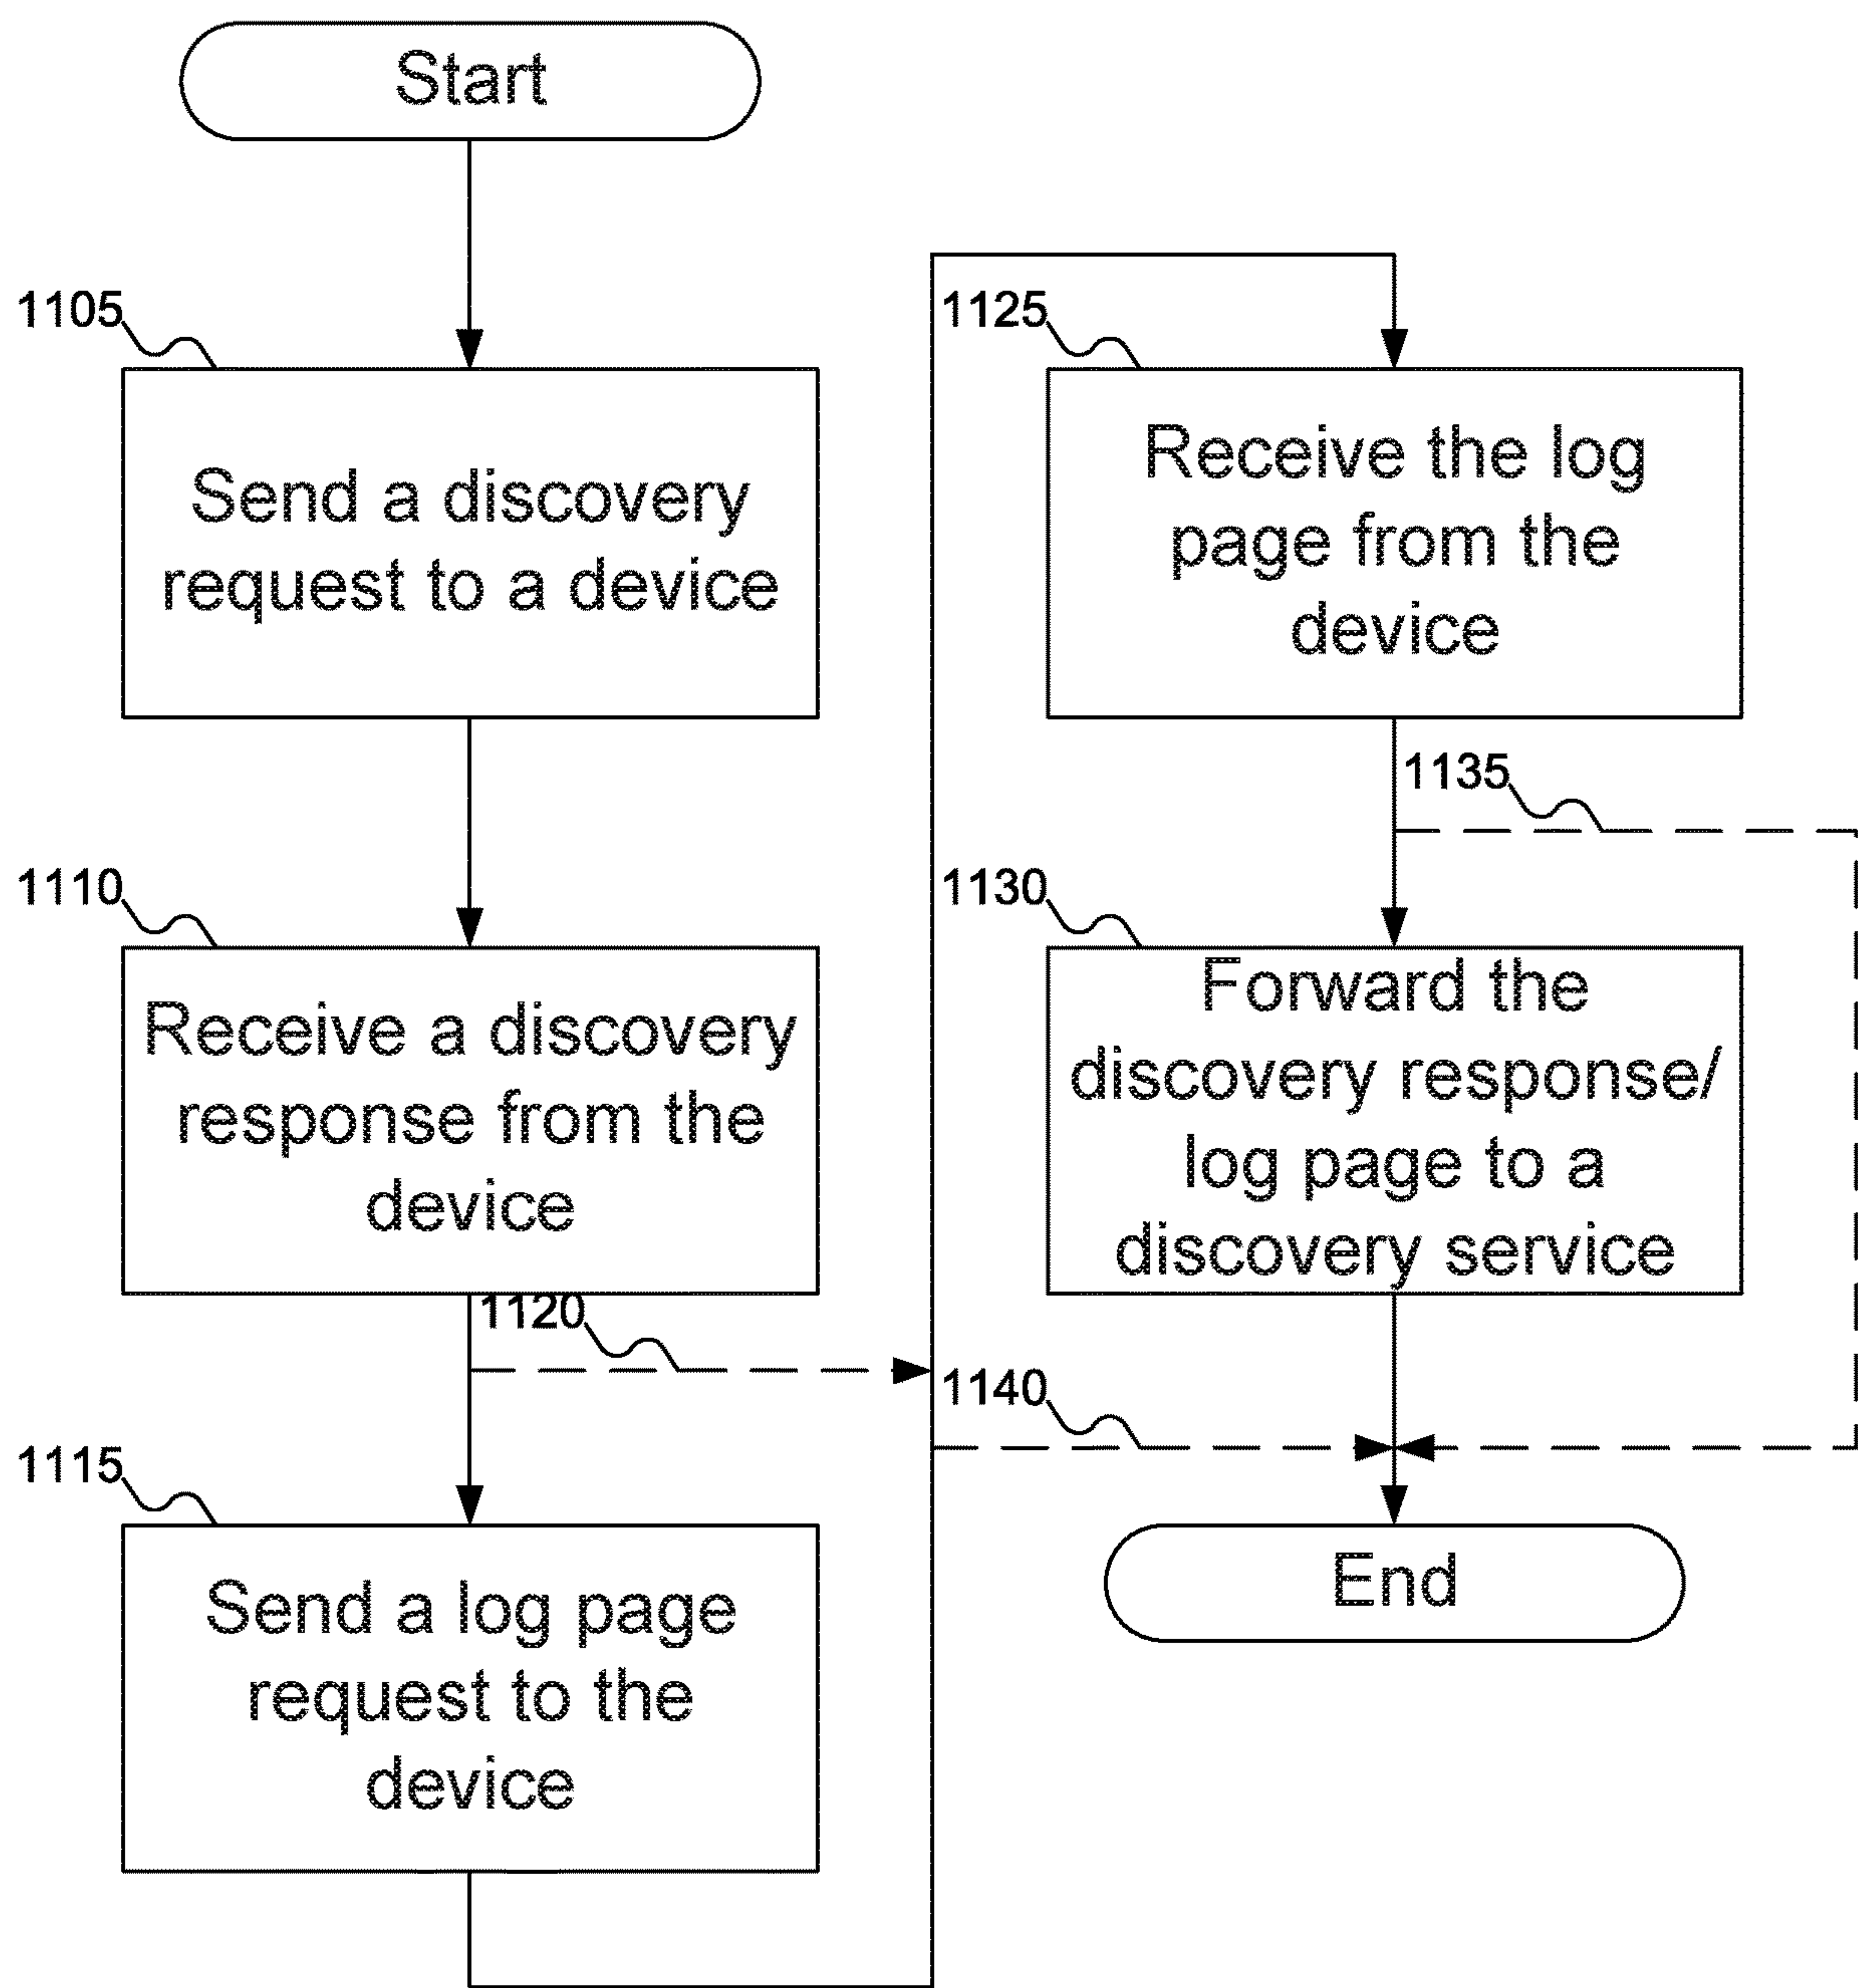 Start
1105
Send a discovery
request to a device
1110
Receive a discovery
response from the
device
1120
1115
Send a log page
request to the
device
1125
Receive the log
page from the
device
1135
1130
Forward the
discovery response/
log page to a
discovery service
1140
End